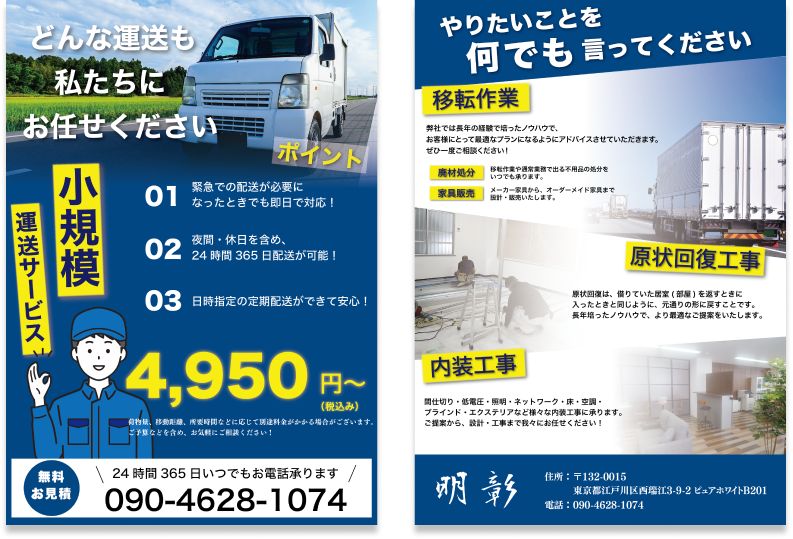 どんな運送も
私たちに
お任せください
ポイント
小規模
運送サービス
01
緊急での配送が必要に
なったときでも即日で対応！
02
夜間・休日を含め、
24時間365日配送が可能！
03
日時指定の定期配送ができて安心！
4,950円〜
（税込み）
荷物量、移動距離、所要時間などに応じて別途料金がかかる場合がございます。
ご予算などを含め、お気軽にご相談ください！
無料
お見積
24時間365日いつでもお電話承ります
090-4628-1074
やりたいことを
何でも言ってください
移転作業
弊社では長年の経験で培ったノウハウで、
お客様にとって最適なプランになるようにアドバイスさせていただきます。
ぜひ一度ご相談ください！
廃材処分
移転作業や通常業務で出る不用品の処分を
いつでも承ります。
家具販売
メーカー家具から、オーダーメイド家具まで
設計・販売いたします。
原状回復工事
原状回復は、借りていた居室(部屋)を返すときに
入ったときと同じように、元通りの形に戻すことです。
長年培ったノウハウで、より最適なご提案をいたします。
内装工事
間仕切り・低電圧・照明・ネットワーク・床・空調・
ブラインド・エクステリアなど様々な内装工事に承ります。
ご提案から、設計・工事まで我々にお任せください！
明彰
住所：〒132-0015
東京都江戸川区西瑞江3-9-2 ピュアホワイトB201
電話：090-4628-1074